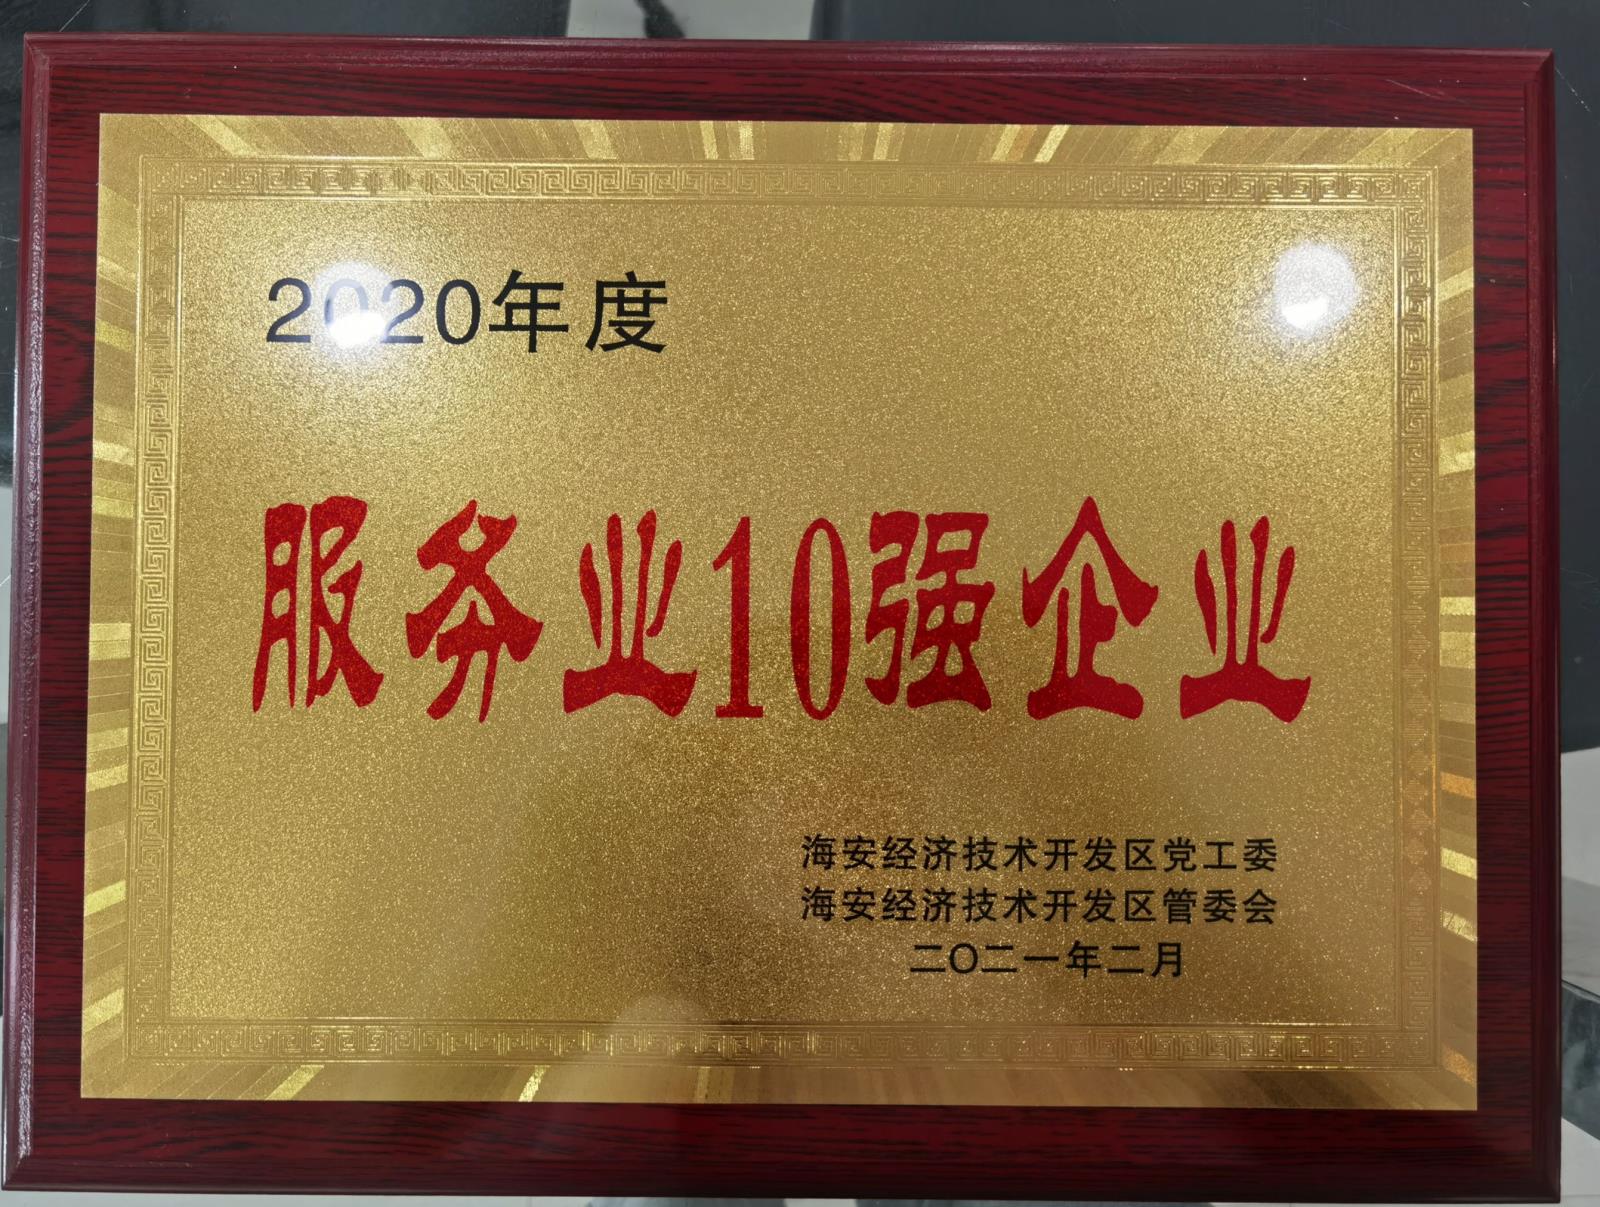 2020年度
服务业10强企业
海安经济技术开发区党工委
海安经济技术开发区管委会
二〇二一年二月